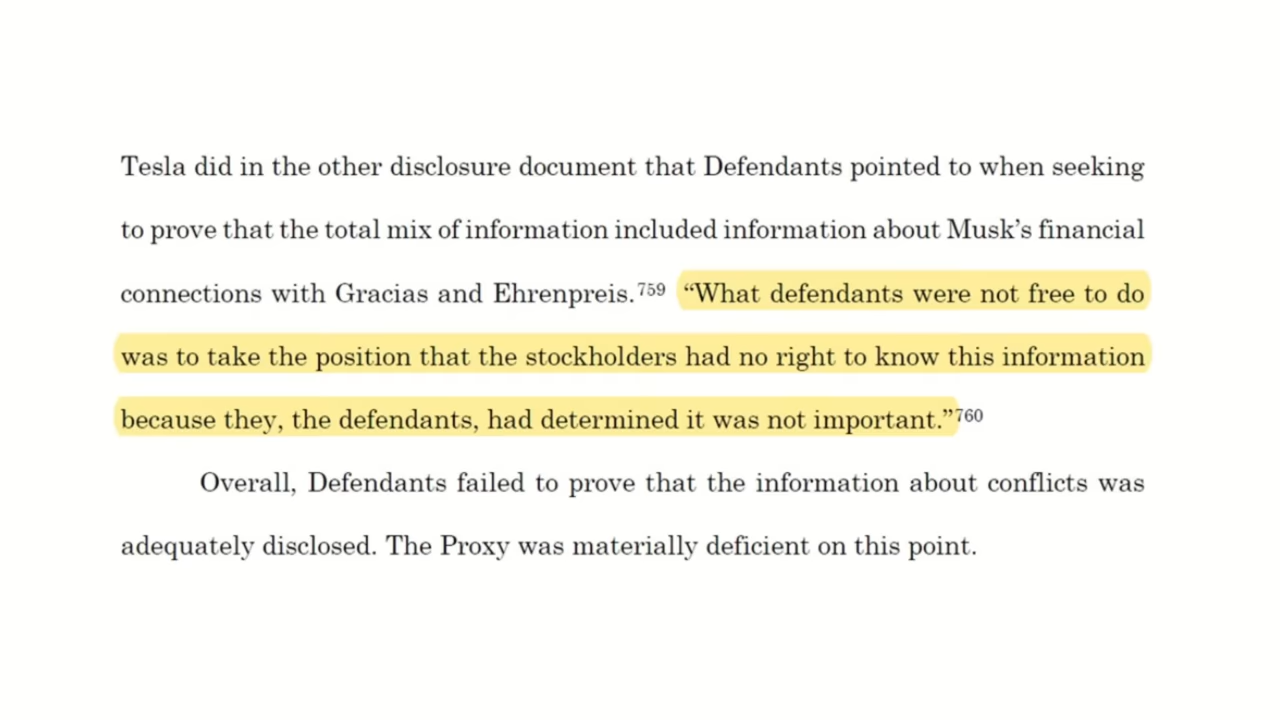 Tesla did in the other disclosure document that Defendants pointed to when seeking
to prove that the total mix of information included information about Musk’s financial
connections with Gracias and Ehrenpreis.759 “What defendants were not free to do
was to take the position that the stockholders had no right to know this information
because they, the defendants, had determined it was not important.”760
Overall, Defendants failed to prove that the information about conflicts was
adequately disclosed. The Proxy was materially deficient on this point.